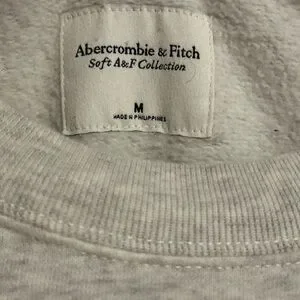 Abercrombie & Fitch
Soft A&F Collection
M
MADE IN PHILIPPINES